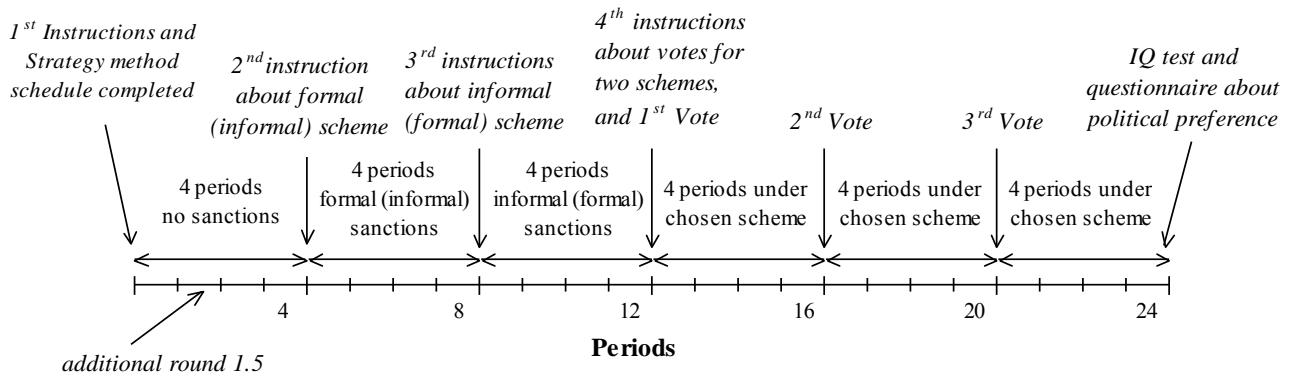 1st Instructions and
Strategy method
schedule completed
2nd instruction
about formal
(informal) scheme
3rd instructions
about informal
(formal) scheme
4th instructions
about votes for
two schemes,
and 1st Vote
2nd Vote
3rd Vote
IQ test and
questionnaire about
political preference
4 periods
no sanctions
4 periods
formal (informal)
sanctions
4 periods
informal (formal)
sanctions
4 periods under
chosen scheme
4 periods under
chosen scheme
4 periods under
chosen scheme
4 8 12 16 20 24
Periods
additional round 1.5